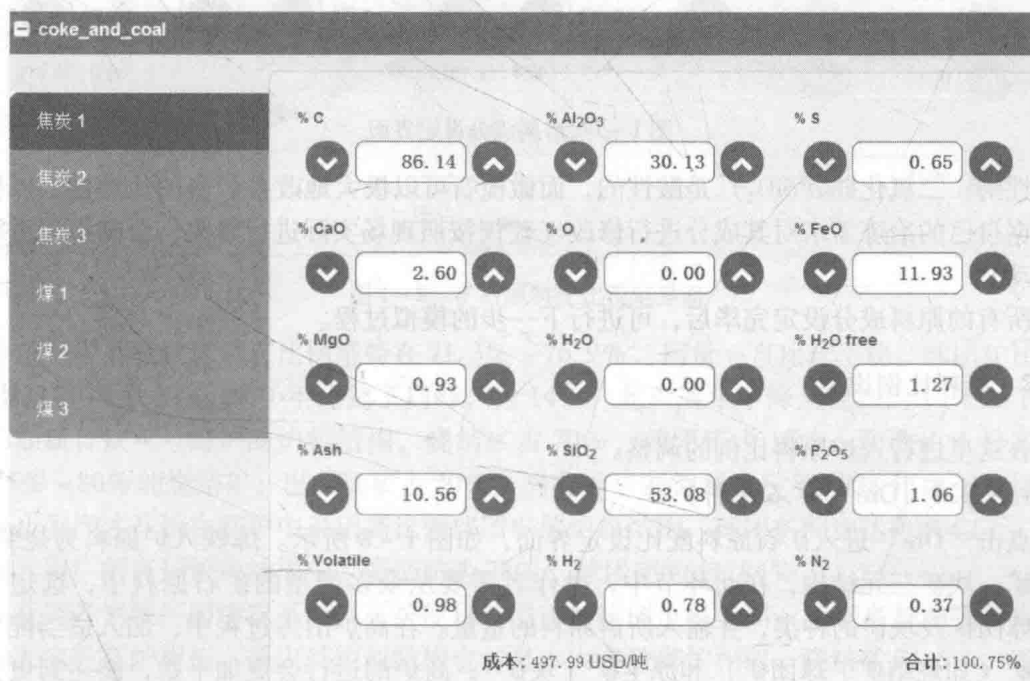 coke_and_coal
焦炭 1
焦炭 2
焦炭 3
煤 1
煤 2
煤 3
% C
% Al₂O₃
% S
86.14
30.13
0.65
% CaO
% O
% FeO
2.60
0.00
11.93
% MgO
% H₂O
% H₂O free
0.93
0.00
1.27
% Ash
% SiO₂
% P₂O₅
10.56
53.08
1.06
% Volatile
% H₂
% N₂
0.98
0.78
0.37
成本: 497.99 USD/吨
合计: 100.75%